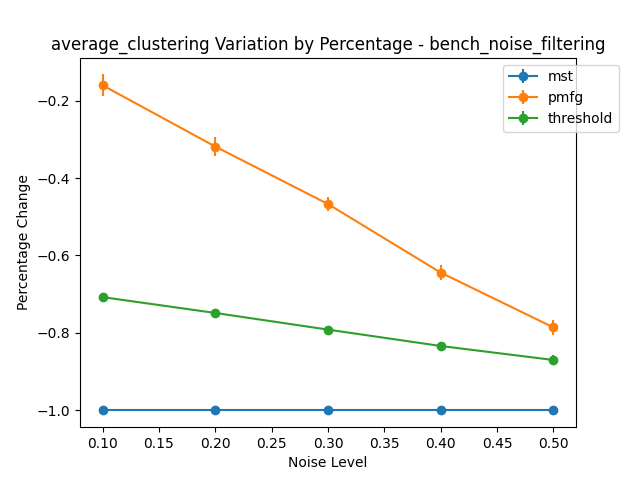 average_clustering Variation by Percentage - bench_noise_filtering
mst
pmfg
threshold
Percentage Change
−0.2
−0.4
−0.6
−0.8
−1.0
0.10 0.15 0.20 0.25 0.30 0.35 0.40 0.45 0.50
Noise Level